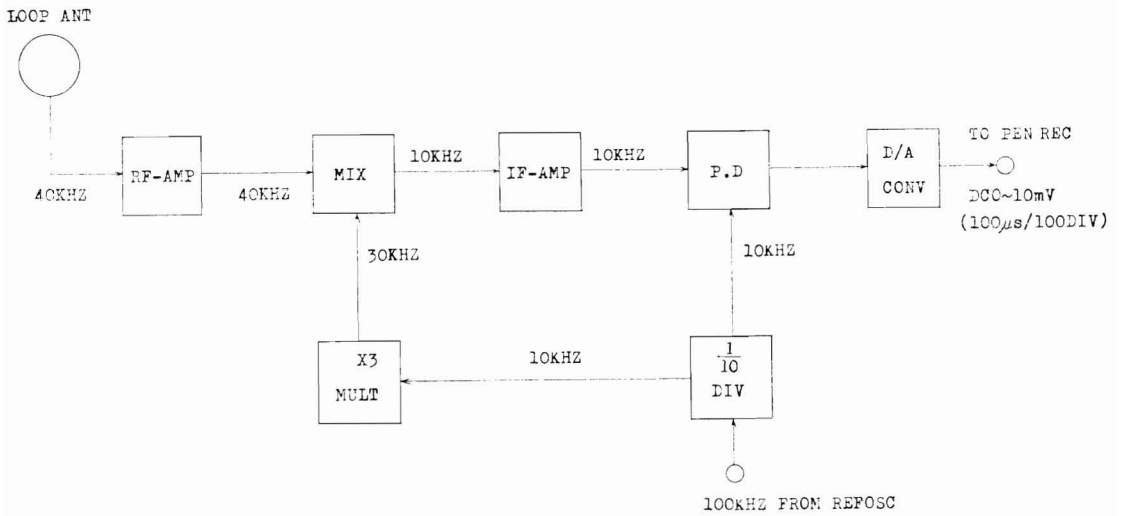 LOOP ANT
40KHZ
RF-AMP
40KHZ
MIX
10KHZ
IF-AMP
10KHZ
P.D
D/A
CONV
TO PEN REC
DC0~10mV
(100μs/100DIV)
30KHZ
10KHZ
X3
MULT
10KHZ
1
10
DIV
100KHZ FROM REFOSC